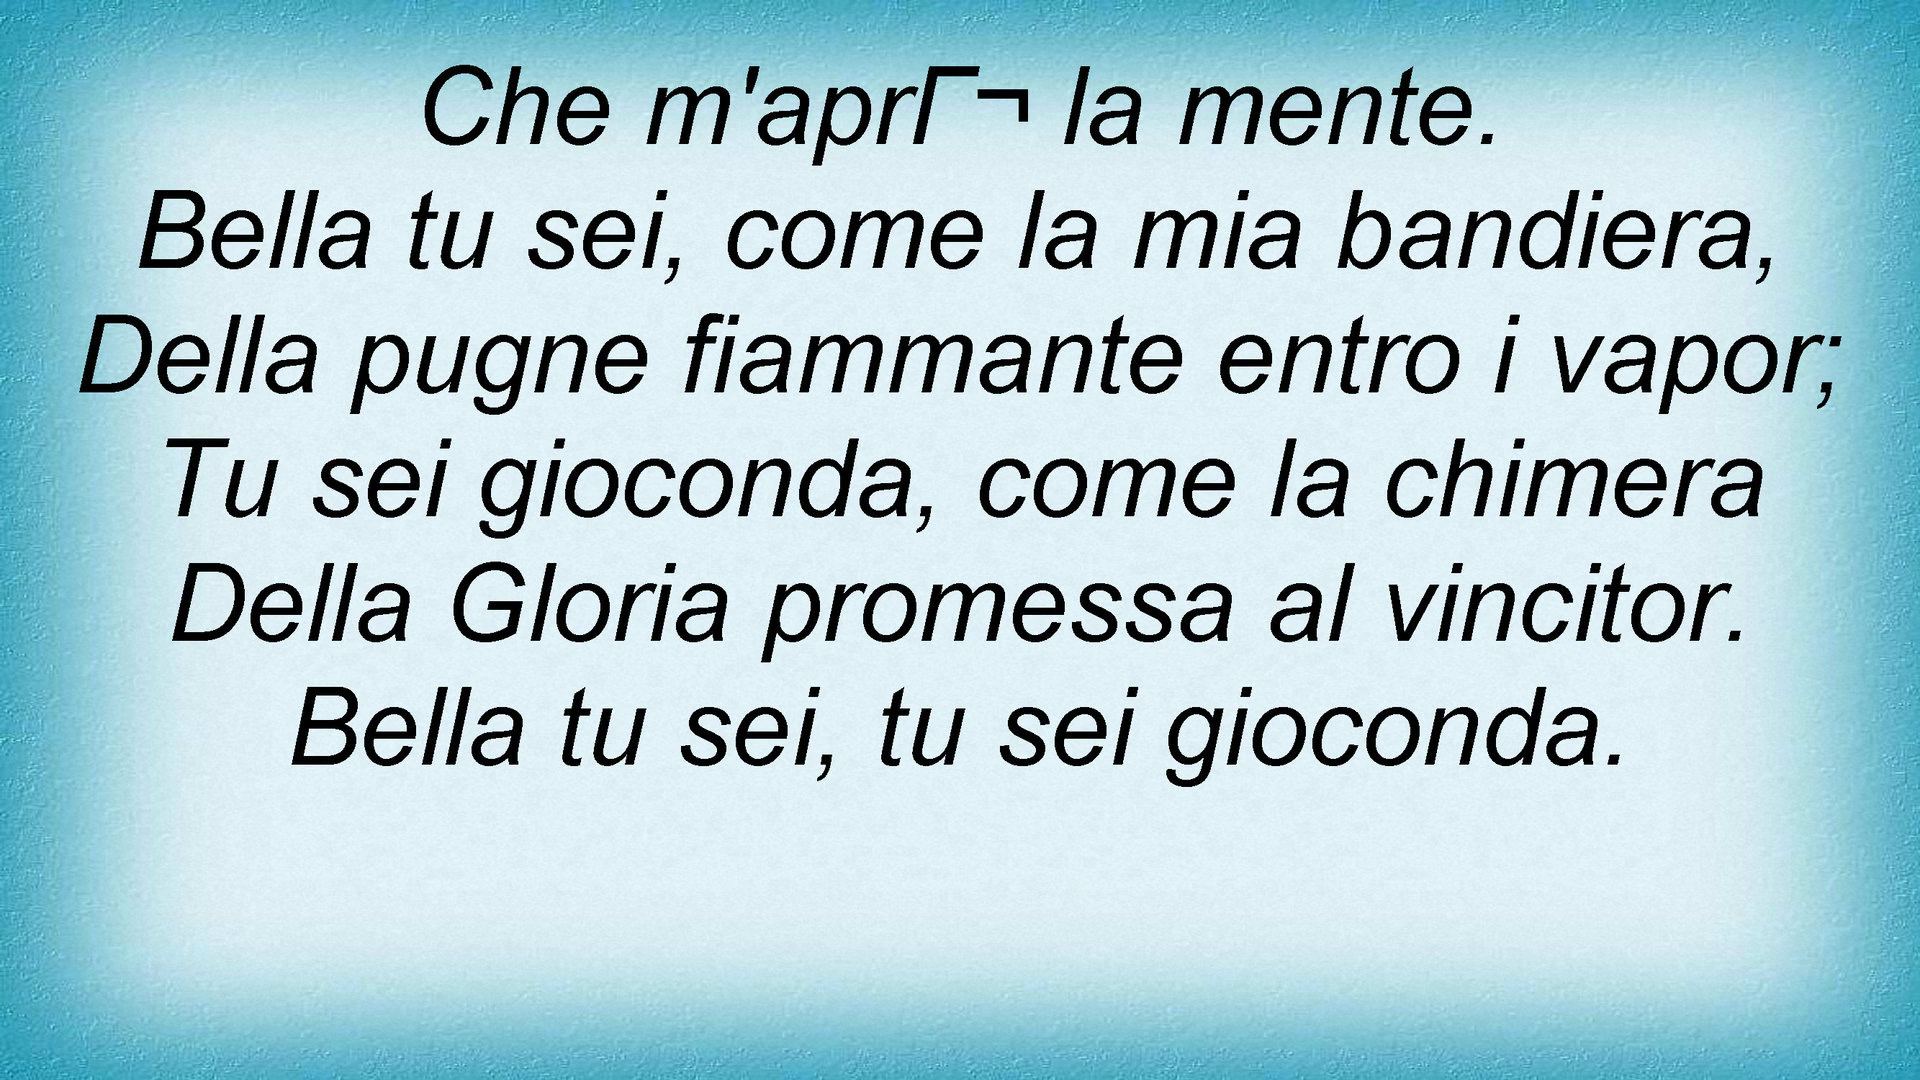 Che m'aprΓ¬ la mente.
Bella tu sei, come la mia bandiera,
Della pugne fiammante entro i vapor;
Tu sei gioconda, come la chimera
Della Gloria promessa al vincitor.
Bella tu sei, tu sei gioconda.